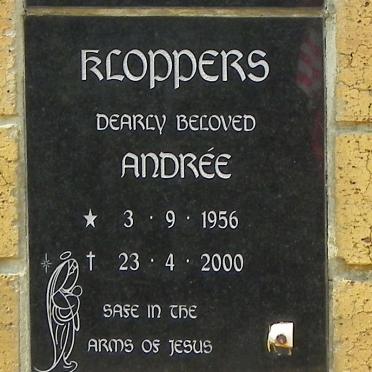 KLOPPERS
DEARLY BELOVED
ANDRÉE
★ 3 · 9 · 1956
† 23 · 4 · 2000
SAFE IN THE
ARMS OF JESUS